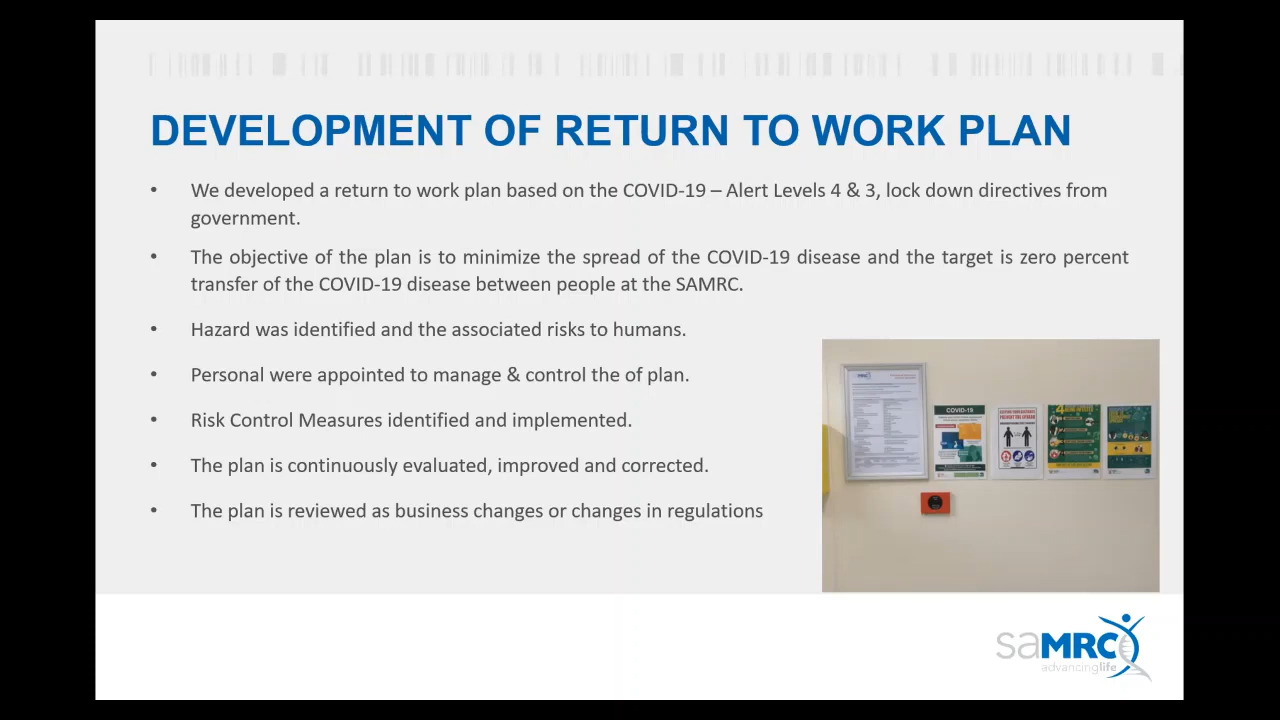 DEVELOPMENT OF RETURN TO WORK PLAN
• We developed a return to work plan based on the COVID-19 – Alert Levels 4 & 3, lock down directives from
government.
• The objective of the plan is to minimize the spread of the COVID-19 disease and the target is zero percent
transfer of the COVID-19 disease between people at the SAMRC.
• Hazard was identified and the associated risks to humans.
• Personal were appointed to manage & control the of plan.
• Risk Control Measures identified and implemented.
• The plan is continuously evaluated, improved and corrected.
• The plan is reviewed as business changes or changes in regulations
MRC
COVID-19
PREVENT THE SPREAD
saMRC
advancinglife